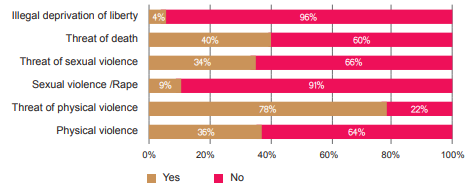 Illegal deprivation of liberty 4% 96%
Threat of death 40% 60%
Threat of sexual violence 34% 66%
Sexual violence /Rape 9% 91%
Threat of physical violence 78% 22%
Physical violence 36% 64%
0% 20% 40% 60% 80% 100%
Yes No